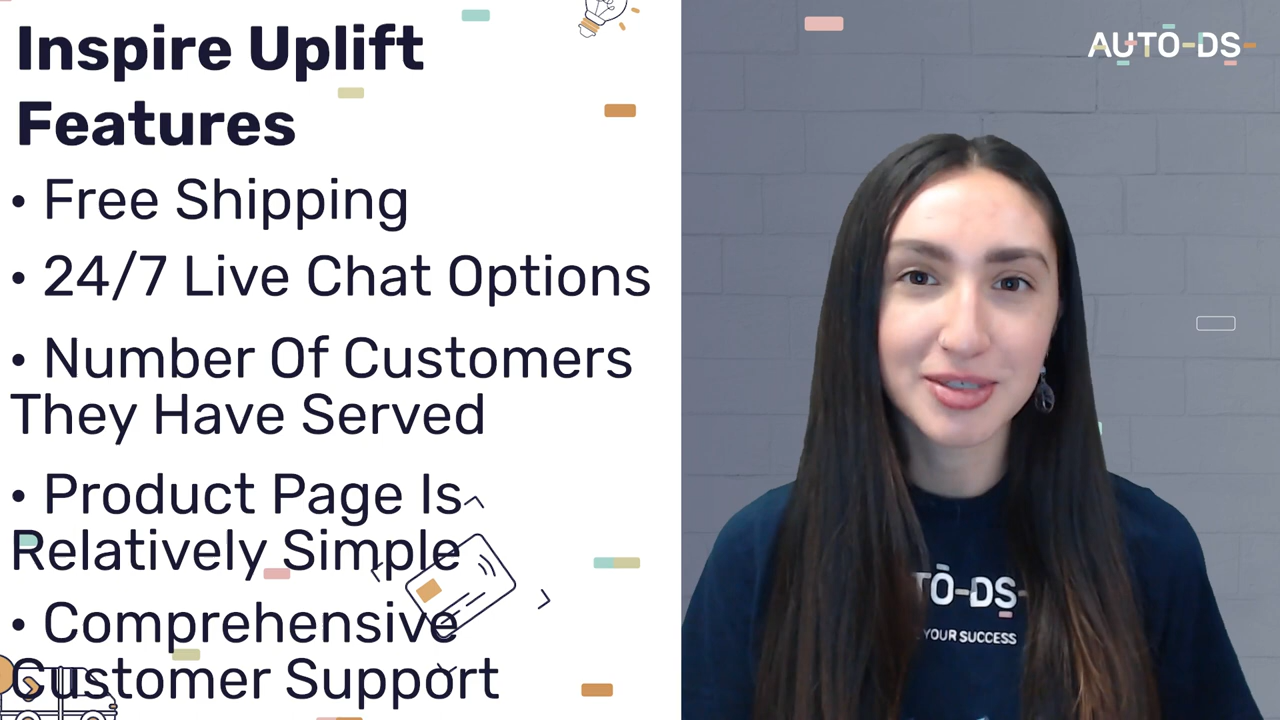 Inspire Uplift
Features
• Free Shipping
• 24/7 Live Chat Options
• Number Of Customers
They Have Served
• Product Page Is
Relatively Simple
• Comprehensive
Customer Support
AUTO-DS
TO-DS
YOUR SUCCESS